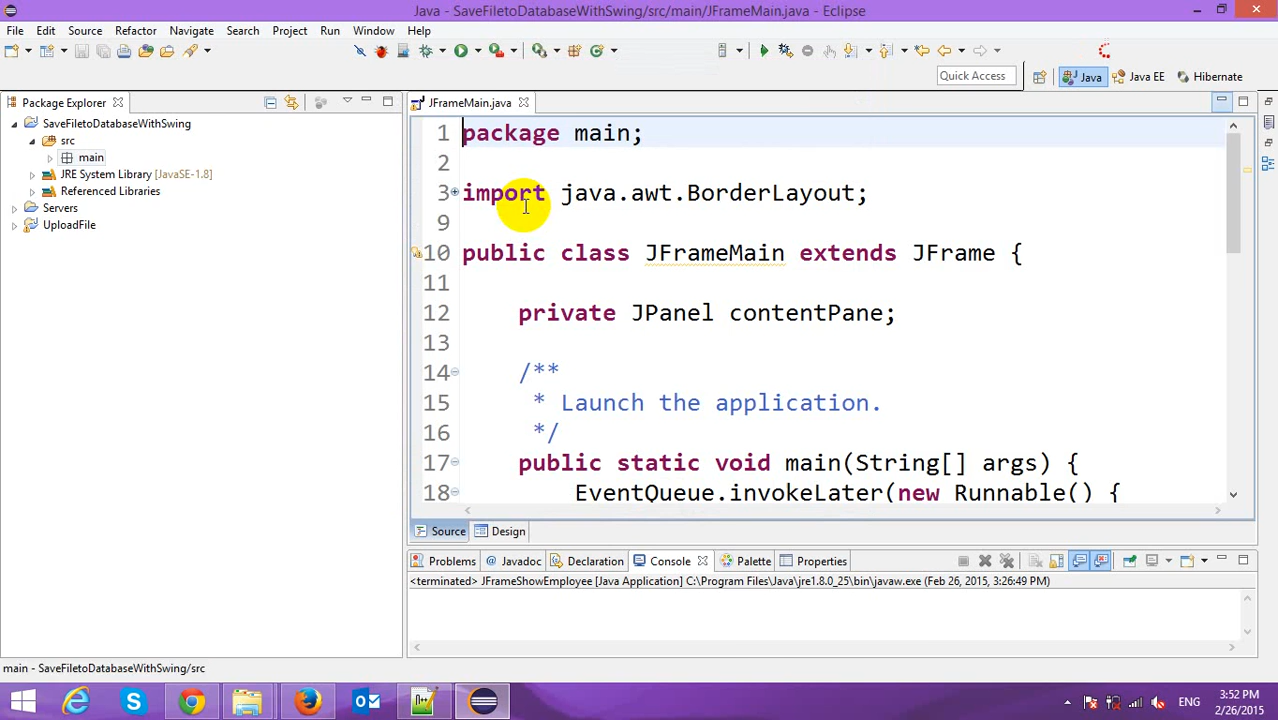 Java - SaveFiletoDatabaseWithSwing/src/main/JFrameMain.java - Eclipse
File Edit Source Refactor Navigate Search Project Run Window Help
Quick Access
Java
Java EE
Hibernate
Package Explorer
SaveFiletoDatabaseWithSwing
src
main
JRE System Library [JavaSE-1.8]
Referenced Libraries
Servers
UploadFile
JFrameMain.java
1 package main;
2
3 import java.awt.BorderLayout;
9
10 public class JFrameMain extends JFrame {
11
12 private JPanel contentPane;
13
14 /**
15 * Launch the application.
16 */
17 public static void main(String[] args) {
18 EventQueue.invokeLater(new Runnable() {
Source Design
Problems Javadoc Declaration Console Palette Properties
<terminated> JFrameShowEmployee [Java Application] C:\Program Files\Java\jre1.8.0_25\bin\javaw.exe (Feb 26, 2015, 3:26:49 PM)
main - SaveFiletoDatabaseWithSwing/src
ENG
3:52 PM
2/26/2015